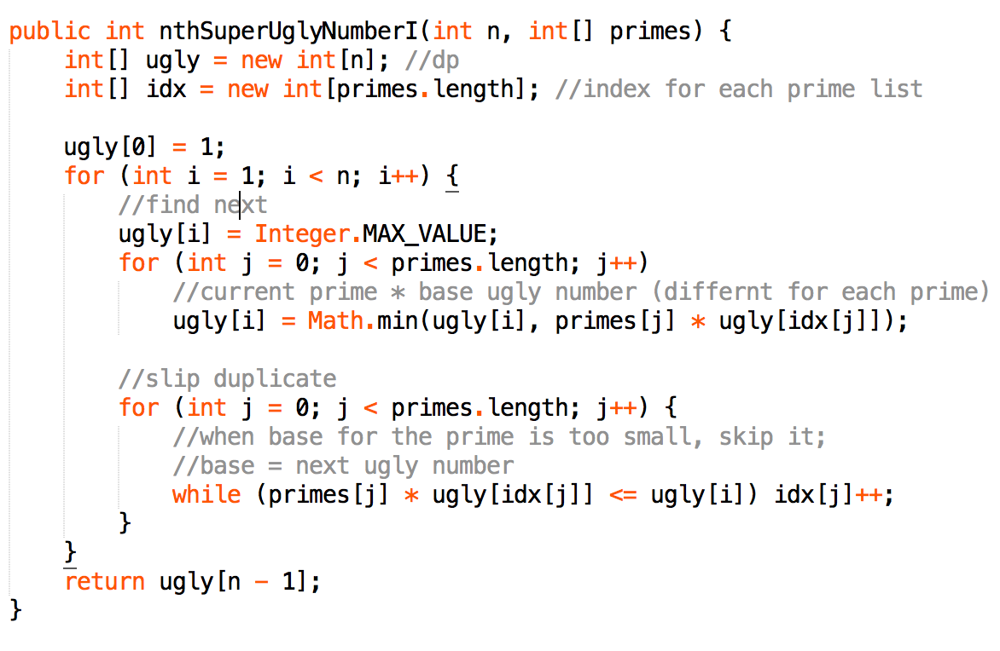 public int nthSuperUglyNumberI(int n, int[] primes) {
    int[] ugly = new int[n]; //dp
    int[] idx = new int[primes.length]; //index for each prime list

    ugly[0] = 1;
    for (int i = 1; i < n; i++) {
        //find next
        ugly[i] = Integer.MAX_VALUE;
        for (int j = 0; j < primes.length; j++)
            //current prime * base ugly number (differnt for each prime)
            ugly[i] = Math.min(ugly[i], primes[j] * ugly[idx[j]]);

        //slip duplicate
        for (int j = 0; j < primes.length; j++) {
            //when base for the prime is too small, skip it;
            //base = next ugly number
            while (primes[j] * ugly[idx[j]] <= ugly[i]) idx[j]++;
        }
    }
    return ugly[n - 1];
}